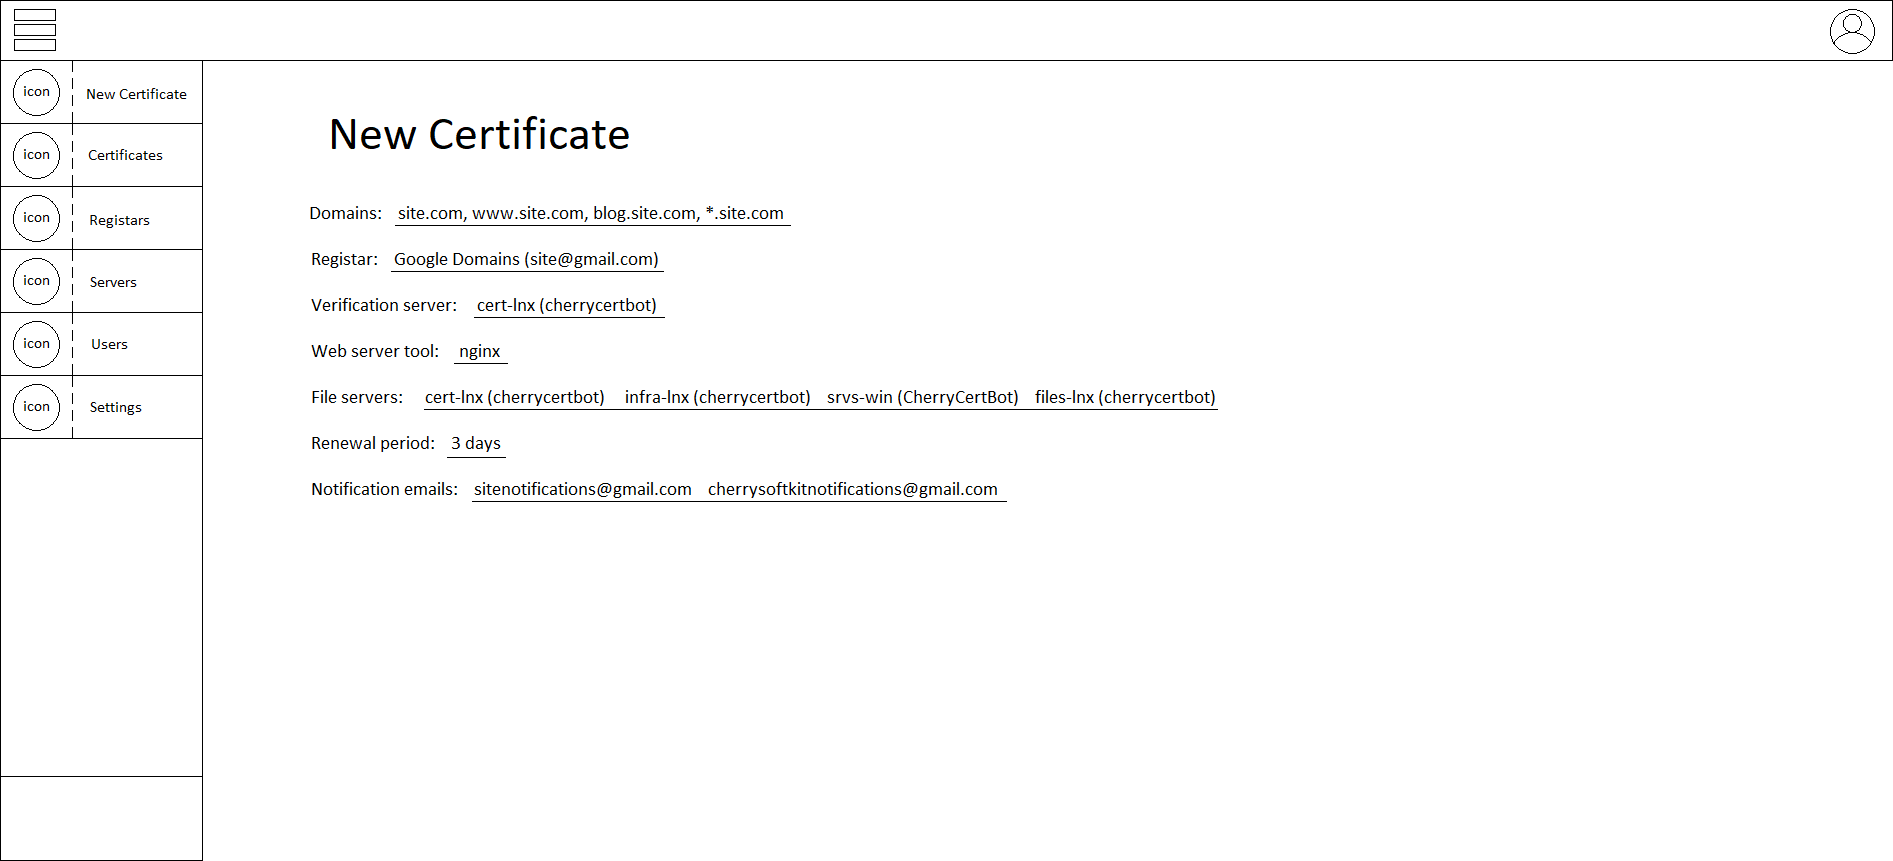 icon New Certificate
icon Certificates
icon Registars
icon Servers
icon Users
icon Settings
New Certificate
Domains: site.com, www.site.com, blog.site.com, *.site.com
Registar: Google Domains (site@gmail.com)
Verification server: cert-lnx (cherrycertbot)
Web server tool: nginx
File servers: cert-lnx (cherrycertbot) infra-lnx (cherrycertbot) srvs-win (CherryCertBot) files-lnx (cherrycertbot)
Renewal period: 3 days
Notification emails: sitenotifications@gmail.com cherrysoftkitnotifications@gmail.com